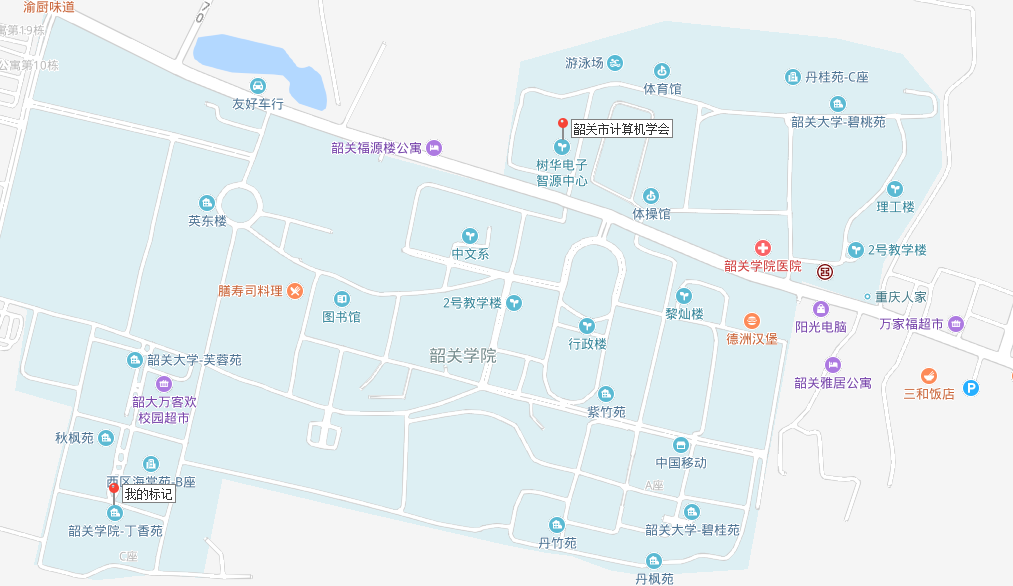 渝厨味道
70
寓第19栋
公寓第10栋
游泳场
体育馆
丹桂苑-C座
友好车行
韶关大学-碧桃苑
韶关市计算机学会
韶关福源楼公寓
树华电子
智源中心
英东楼
体操馆
理工楼
中文系
2号教学楼
韶关学院医院
膳寿司料理
图书馆
2号教学楼
黎灿楼
重庆人家
阳光电脑
万家福超市
行政楼
德洲汉堡
韶关学院
韶关大学-芙蓉苑
韶关雅居公寓
三和饭店
P
韶大万客欢
校园超市
紫竹苑
秋枫苑
中国移动
西区海棠苑-B座
A座
我的标记
韶关学院-丁香苑
韶关大学-碧桂苑
丹竹苑
C座
丹枫苑